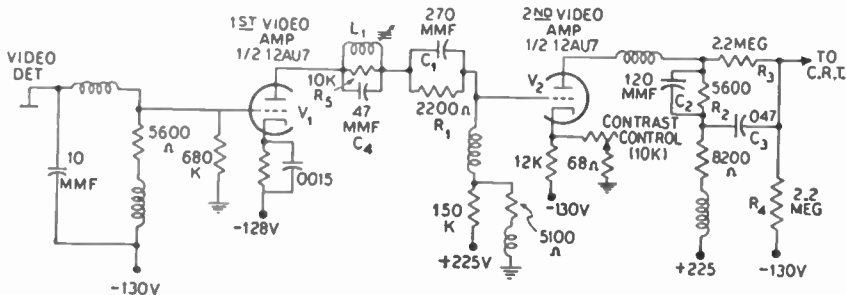 VIDEO
DET
10
MMF
-130V
5600
Ω
680
K
1ST VIDEO
AMP
1/2 12AU7
V1
.0015
-128V
L1
10K
R5
47
MMF
C4
270
MMF
C1
2200Ω
R1
150
K
+225V
5100
Ω
2ND VIDEO
AMP
1/2 12AU7
V2
12K
-130V
68Ω
CONTRAST
CONTROL
(10K)
120
MMF
C2
5600
R2
8200
Ω
+225
2.2MEG
R3
.047
C3
2.2
MEG
R4
-130V
TO
C.R.T.